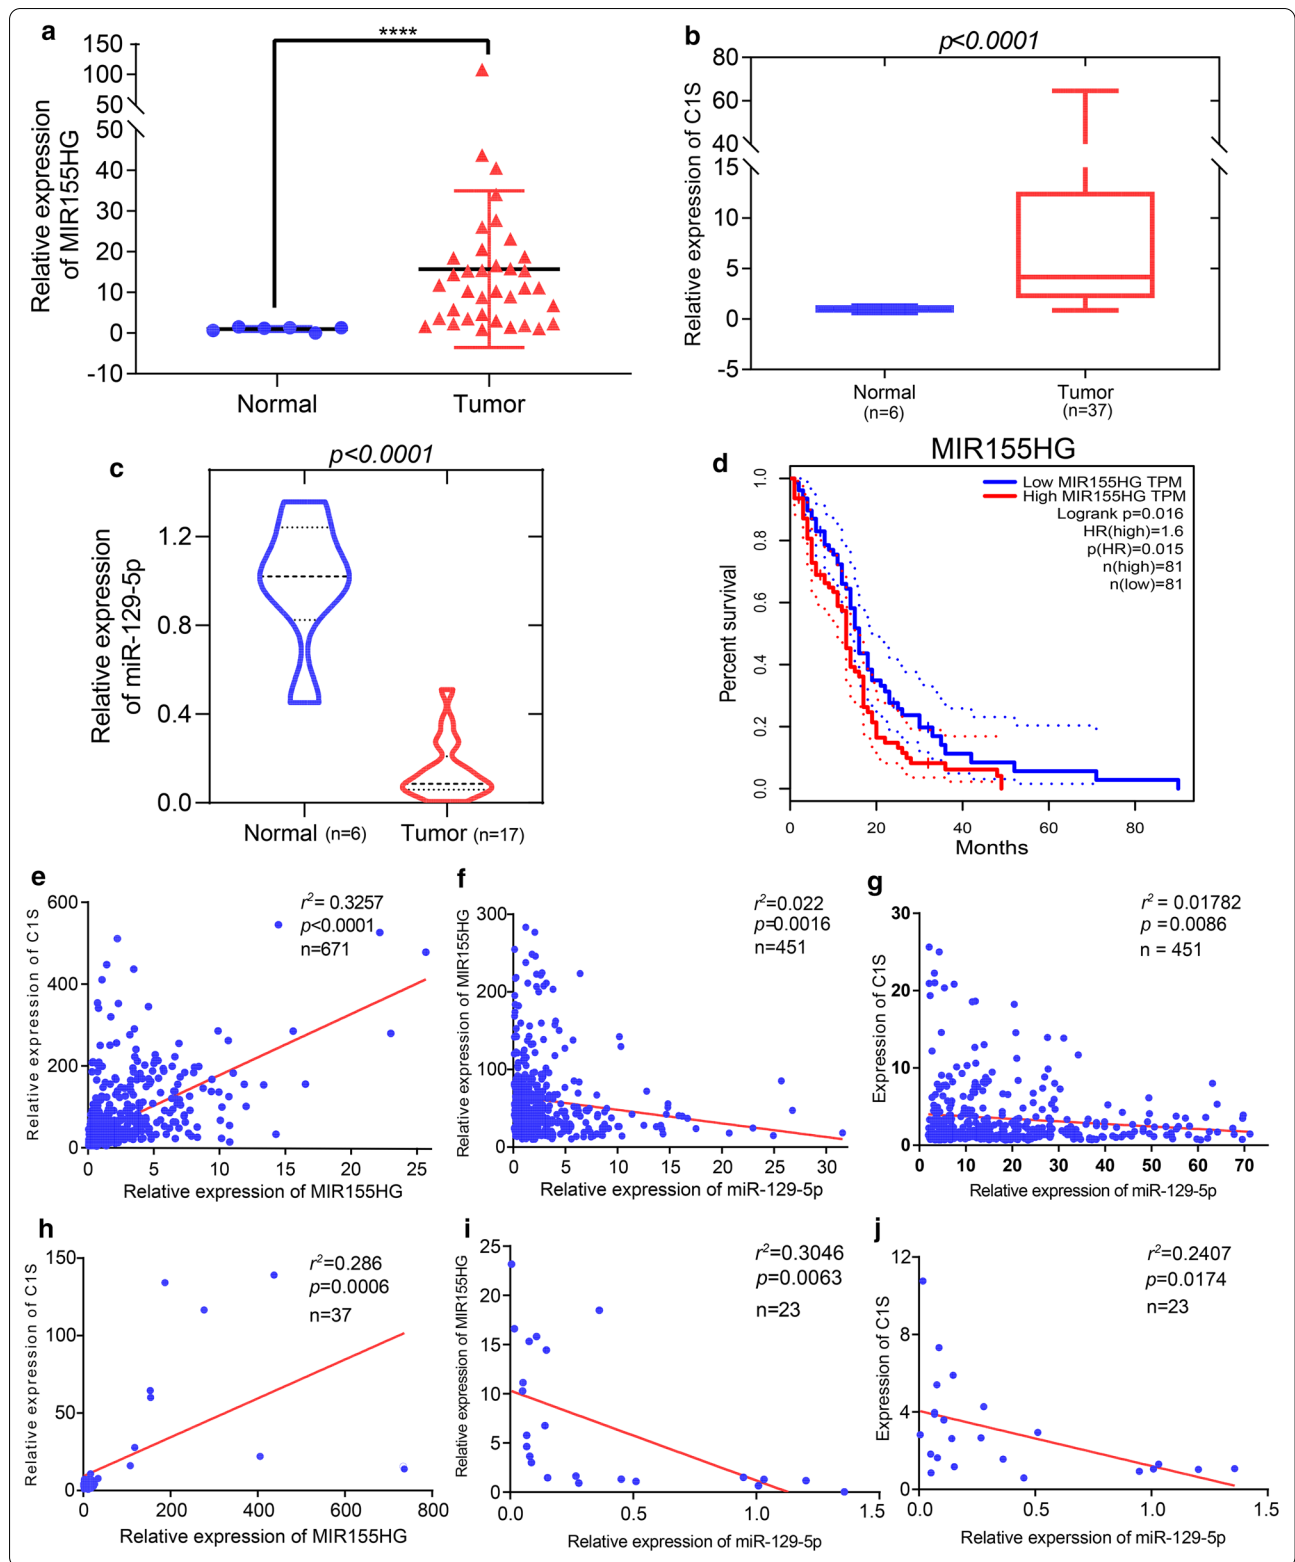 a
150
100
50
50
40
30
20
10
0
-10
Relative expression
of MIR155HG
****
Normal
Tumor
b
p<0.0001
80
60
40
15
10
5
0
-5
Relative expression of C1S
Normal
(n=6)
Tumor
(n=37)
c
p<0.0001
1.2
0.8
0.4
0.0
Relative expression
of miR-129-5p
Normal (n=6)
Tumor (n=17)
d
MIR155HG
Low MIR155HG TPM
High MIR155HG TPM
Logrank p=0.016
HR(high)=1.6
p(HR)=0.015
n(high)=81
n(low)=81
Percent survival
1.0
0.8
0.6
0.4
0.2
0.0
0 20 40 60 80
Months
e
r²= 0.3257
p<0.0001
n=671
600
400
200
0
Relative expression of C1S
0 5 10 15 20 25
Relative expression of MIR155HG
f
r²=0.022
p=0.0016
n=451
300
200
100
0
Relative expression of MIR155HG
0 5 10 15 20 25 30
Relative expression of miR-129-5p
g
r²= 0.01782
p = 0.0086
n = 451
30
20
10
0
Expression of C1S
0 10 20 30 40 50 60 70
Relative expression of miR-129-5p
h
r²=0.286
p=0.0006
n=37
150
100
50
0
Relative expression of C1S
0 200 400 600 800
Relative expression of MIR155HG
i
r²=0.3046
p=0.0063
n=23
25
20
15
10
5
0
Relative expression of MIR155HG
0.0 0.5 1.0 1.5
Relative expression of miR-129-5p
j
r²=0.2407
p=0.0174
n=23
12
8
4
0
Expression of C1S
0.0 0.5 1.0 1.5
Relative experssion of miR-129-5p